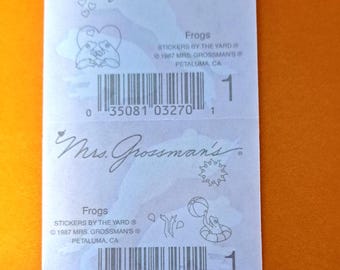 Frogs
STICKERS BY THE YARD ®
© 1987 MRS. GROSSMAN'S ®
PETALUMA, CA
1
0 35081 03270 1
Mrs. Grossman's
Frogs
STICKERS BY THE YARD ®
© 1987 MRS. GROSSMAN'S ®
PETALUMA, CA
1